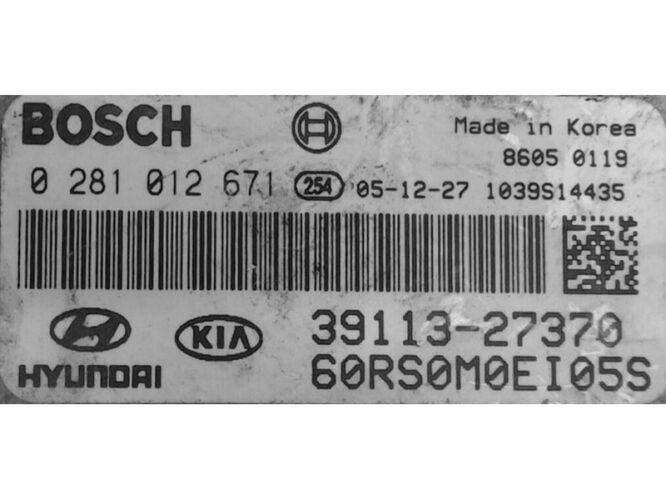 BOSCH
Made in Korea
8605 0119
0 281 012 671 254 05-12-27 1039S14435
HYUNDAI KIA 39113-27370
60RS0M0EI05S